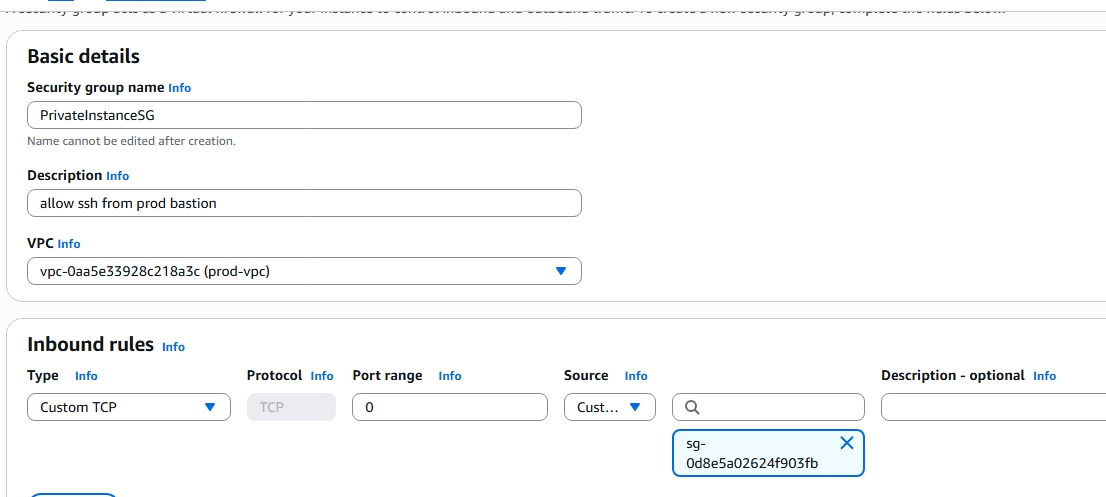 Basic details
Security group name Info
PrivateInstanceSG
Name cannot be edited after creation.
Description Info
allow ssh from prod bastion
VPC Info
vpc-0aa5e33928c218a3c (prod-vpc)
Inbound rules Info
Type Info Protocol Info Port range Info Source Info Description - optional Info
Custom TCP TCP 0 Cust...
sg-
0d8e5a02624f903fb